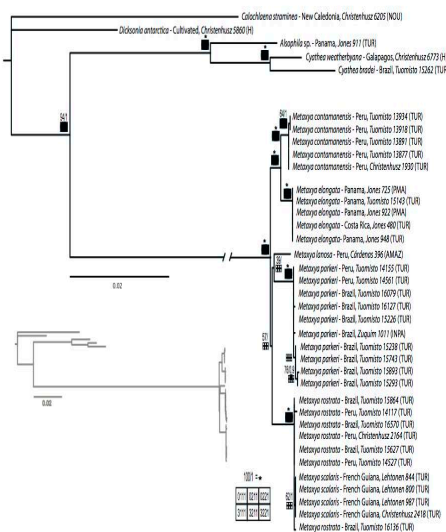 Calochlaena straminea - New Caledonia, Christenhusz 6205 (NOU)
Dicksonia antarctica - Cultivated, Christenhusz 5860 (H)
Alsophila sp. - Panama, Jones 911 (TUR)
Cyathea weatherbyana - Galapagos, Christenhusz 6773 (H)
Cyathea bradei - Brazil, Tuomisto 15262 (TUR
94/1
84/1
Metaxya contamanensis - Peru, Tuomisto 13934 (TUR)
Metaxya contamanensis - Peru, Tuomisto 13918 (TUR)
Metaxya contamanensis - Peru, Tuomisto 13891 (TUR)
Metaxya contamanensis - Peru, Tuomisto 13877 (TUR)
Metaxya contamanensis - Peru, Christenhusz 1930 (TUR)
Metaxya elongata - Panama, Jones 725 (PMA)
Metaxya elongata - Panama, Tuomisto 15143 (TUR)
Metaxya elongata - Panama, Jones 922 (PMA)
Metaxya elongata - Costa Rica, Jones 480 (TUR)
Metaxya elongata - Panama, Jones 948 (TUR)
Metaxya lanosa - Peru, Cárdenas 396 (AMAZ)
Metaxya parkeri - Peru, Tuomisto 14155 (TUR)
Metaxya parkeri - Peru, Tuomisto 14561 (TUR)
Metaxya parkeri - Brazil, Tuomisto 16079 (TUR)
Metaxya parkeri - Brazil, Tuomisto 16127 (TUR)
Metaxya parkeri - Brazil, Tuomisto 15226 (TUR)
Metaxya parkeri - Brazil, Zuquim 1011 (INPA)
Metaxya parkeri - Brazil, Tuomisto 15238 (TUR)
Metaxya parkeri - Brazil, Tuomisto 15743 (TUR)
Metaxya parkeri - Brazil, Tuomisto 15893 (TUR)
Metaxya parkeri - Brazil, Tuomisto 15293 (TUR)
Metaxya rostrata - Brazil, Tuomisto 15864 (TUR)
Metaxya rostrata - Peru, Tuomisto 14117 (TUR)
Metaxya rostrata - Brazil, Tuomisto 16570 (TUR)
Metaxya rostrata - Peru, Christenhusz 2164 (TUR)
Metaxya rostrata - Brazil, Tuomisto 15627 (TUR)
Metaxya rostrata - Peru, Tuomisto 14527 (TUR)
Metaxya scalaris - French Guiana, Lehtonen 844 (TUR)
Metaxya scalaris - French Guiana, Lehtonen 800 (TUR)
Metaxya scalaris - French Guiana, Lehtonen 987 (TUR)
Metaxya scalaris - French Guiana, Christenhusz 2418 (TUR)
Metaxya rostrata - Brazil, Tuomisto 16136 (TUR)
0.02
57/1
62/1
100/1 = *